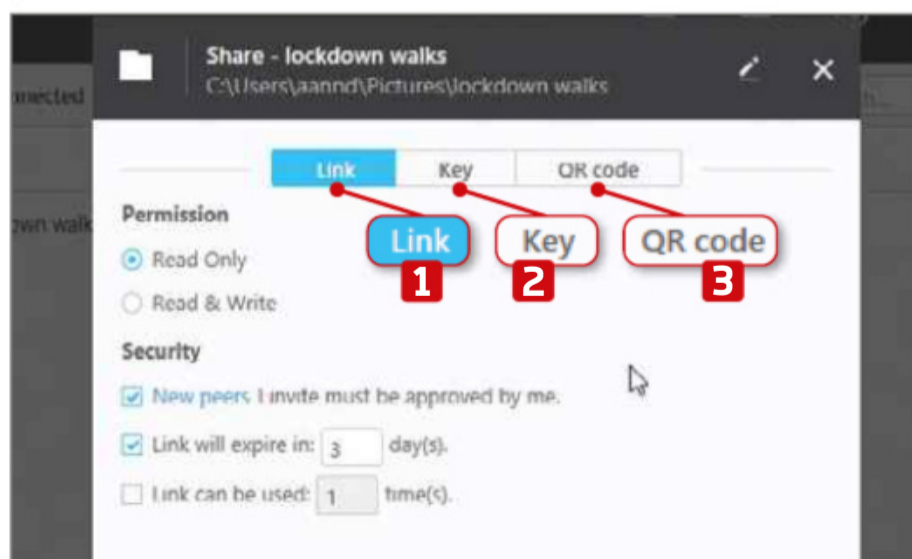 Share - lockdown walks
C:\Users\aannd\Pictures\lockdown walks
nnected
h...
Link Key QR code
own walk
Permission
Link Key QR code
1 2 3
Read Only
Read & Write
Security
New peers I invite must be approved by me.
Link will expire in: 3 day(s).
Link can be used: 1 time(s).